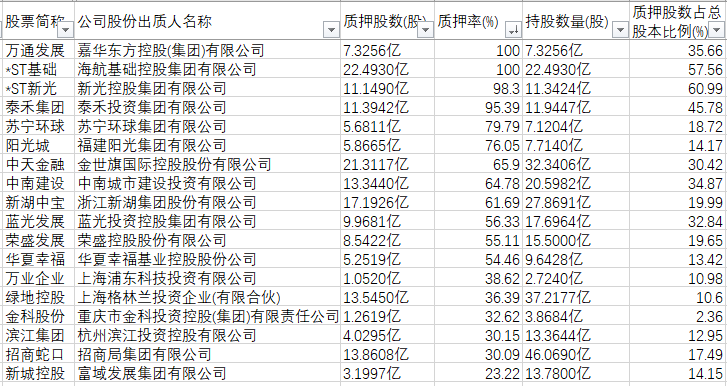 股票简称 公司股份出质人名称 质押股数(股) 质押率(%) 持股数量(股) 质押股数占总股本比例(%)
万通发展 嘉华东方控股(集团)有限公司 7.3256亿 100 7.3256亿 35.66
*ST基础 海航基础控股集团有限公司 22.4930亿 100 22.4930亿 57.56
*ST新光 新光控股集团有限公司 11.1490亿 98.3 11.3424亿 60.99
泰禾集团 泰禾投资集团有限公司 11.3942亿 95.39 11.9447亿 45.78
苏宁环球 苏宁环球集团有限公司 5.6811亿 79.79 7.1204亿 18.72
阳光城 福建阳光集团有限公司 5.8665亿 76.05 7.7140亿 14.17
中天金融 金世旗国际控股股份有限公司 21.3117亿 65.9 32.3406亿 30.42
中南建设 中南城市建设投资有限公司 13.3440亿 64.78 20.5982亿 34.87
新湖中宝 浙江新湖集团股份有限公司 17.1926亿 61.69 27.8691亿 19.99
蓝光发展 蓝光投资控股集团有限公司 9.9681亿 56.33 17.6964亿 32.84
荣盛发展 荣盛控股股份有限公司 8.5422亿 55.11 15.5000亿 19.65
华夏幸福 华夏幸福基业控股股份公司 5.2519亿 54.46 9.6428亿 13.42
万业企业 上海浦东科技投资有限公司 1.0520亿 38.62 2.7240亿 10.98
绿地控股 上海格林兰投资企业(有限合伙) 13.5450亿 36.39 37.2177亿 10.6
金科股份 重庆市金科投资控股(集团)有限责任公司 1.2619亿 32.62 3.8684亿 2.36
滨江集团 杭州滨江投资控股有限公司 4.0295亿 30.15 13.3644亿 12.95
招商蛇口 招商局集团有限公司 13.8608亿 30.09 46.0690亿 17.49
新城控股 富域发展集团有限公司 3.1997亿 23.22 13.7800亿 14.15